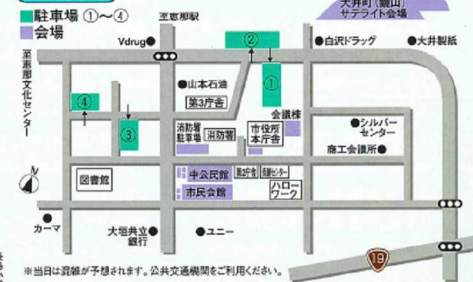 大井町(鏡山)
サテライト会場
駐車場 ①~④
会場
至恵那駅
Vdrug
②
白沢ドラッグ
大井製紙
至恵那文化センター
①
山本石油
第3庁舎
④
③
会議棟
消防署
駐車場
消防署
市役所
本庁舎
シルバー
センター
商工会議所
N
図書館
中公民館
市民会館
ハロー
ワーク
カーマ
大垣共立
銀行
ユニー
19
※当日は混雑が予想されます。公共交通機関をご利用ください。